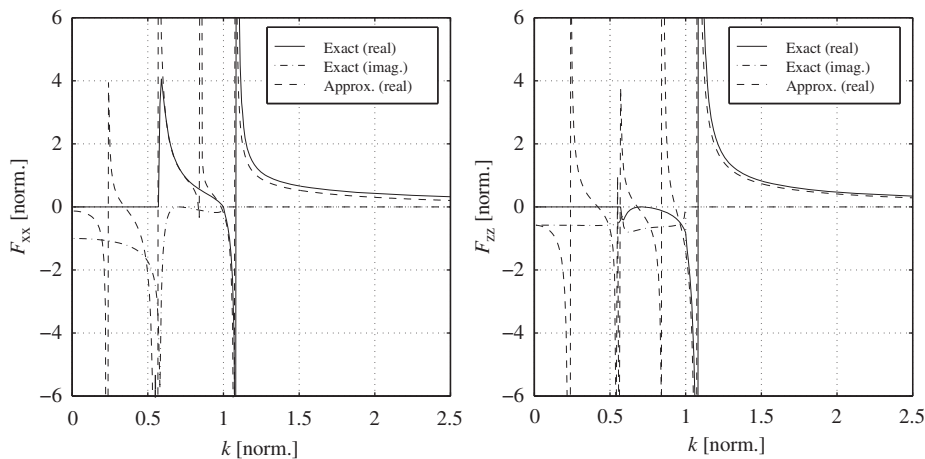 6
4
2
0
−2
−4
−6
F_xx [norm.]
Exact (real)
Exact (imag.)
Approx. (real)
0 0.5 1 1.5 2 2.5
k [norm.]
6
4
2
0
−2
−4
−6
F_zz [norm.]
Exact (real)
Exact (imag.)
Approx. (real)
0 0.5 1 1.5 2 2.5
k [norm.]